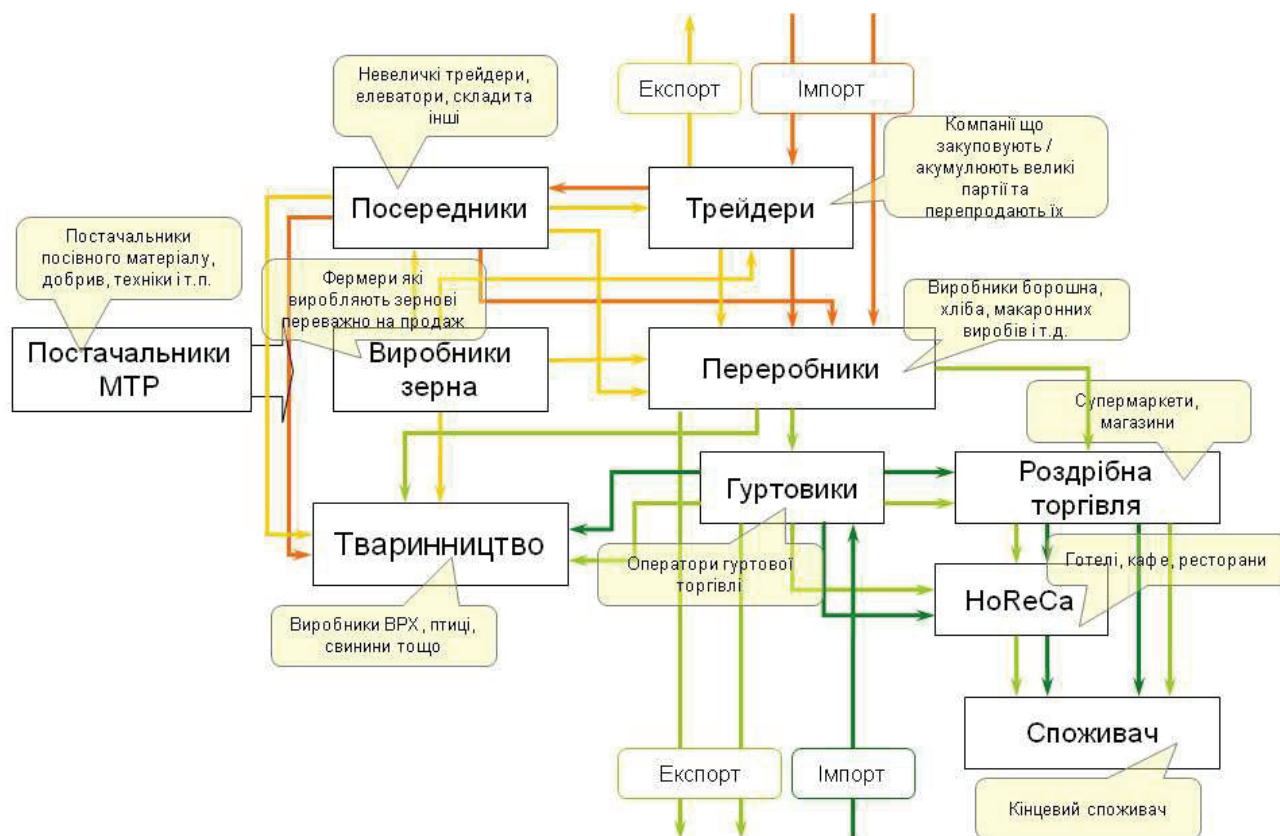 Невеличкі трейдери,
елеватори, склади та
інші
Експорт
Імпорт
Компанії що
закуповують /
акумулюють великі
партії та
перепродають їх
Посередники
Трейдери
Постачальники
посівного матеріалу,
добрив, техніки і т.п.
Фермери які
виробляють зернові
переважно на продаж
Виробники борошна,
хліба, макаронних
виробів і т.д.
Постачальники
МТР
Виробники
зерна
Переробники
Супермаркети,
магазини
Гуртовики
Роздрібна
торгівля
Тваринництво
Оператори гуртової
торгівлі
Готелі, кафе, ресторани
HoReCa
Виробники ВРХ, птиці,
свинини тощо
Споживач
Експорт
Імпорт
Кінцевий споживач